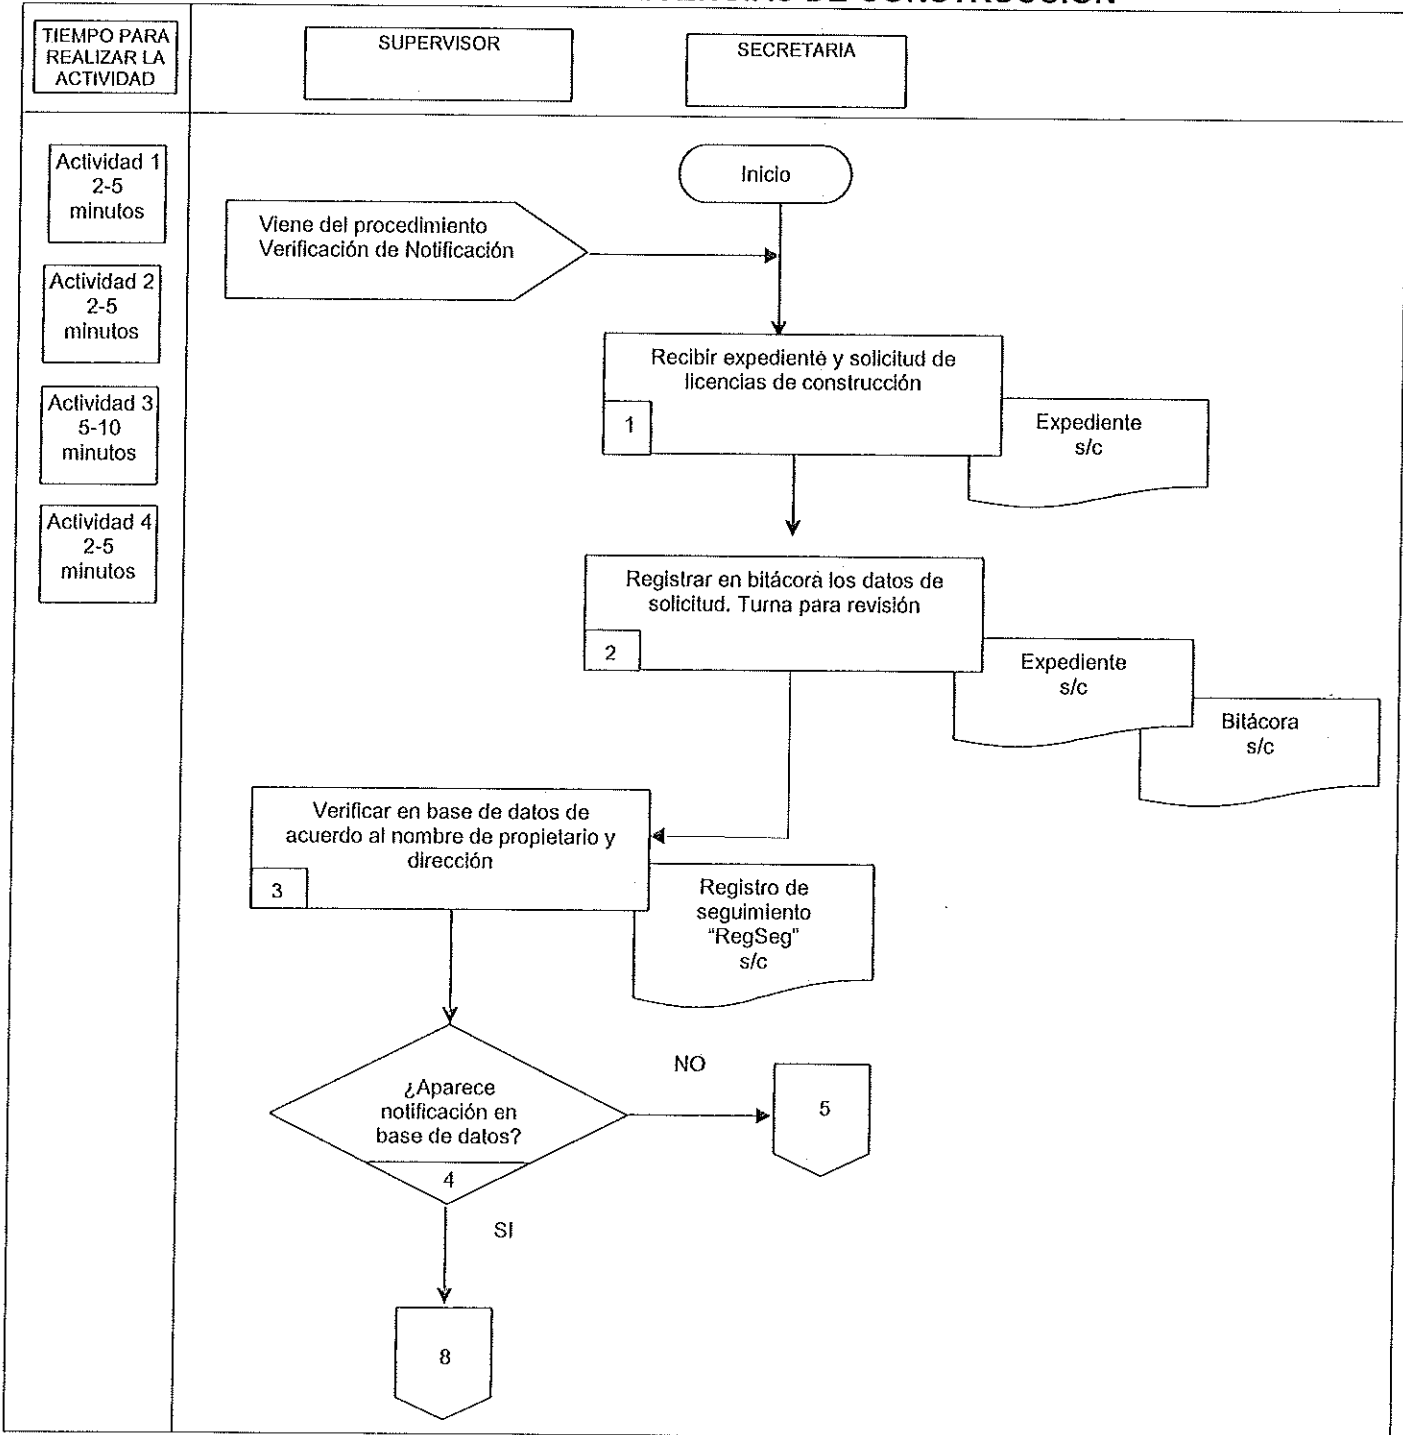 DE CONSTRUCCIÓN
TIEMPO PARA
REALIZAR LA
ACTIVIDAD
SUPERVISOR
SECRETARIA
Actividad 1
2-5
minutos
Actividad 2
2-5
minutos
Actividad 3
5-10
minutos
Actividad 4
2-5
minutos
Inicio
Viene del procedimiento
Verificación de Notificación
Recibir expediente y solicitud de
licencias de construcción
1
Expediente
s/c
Registrar en bitácora los datos de
solicitud. Turna para revisión
2
Expediente
s/c
Bitácora
s/c
Verificar en base de datos de
acuerdo al nombre de propietario y
dirección
3
Registro de
seguimiento
"RegSeg"
s/c
¿Aparece
notificación en
base de datos?
4
NO
5
SI
8